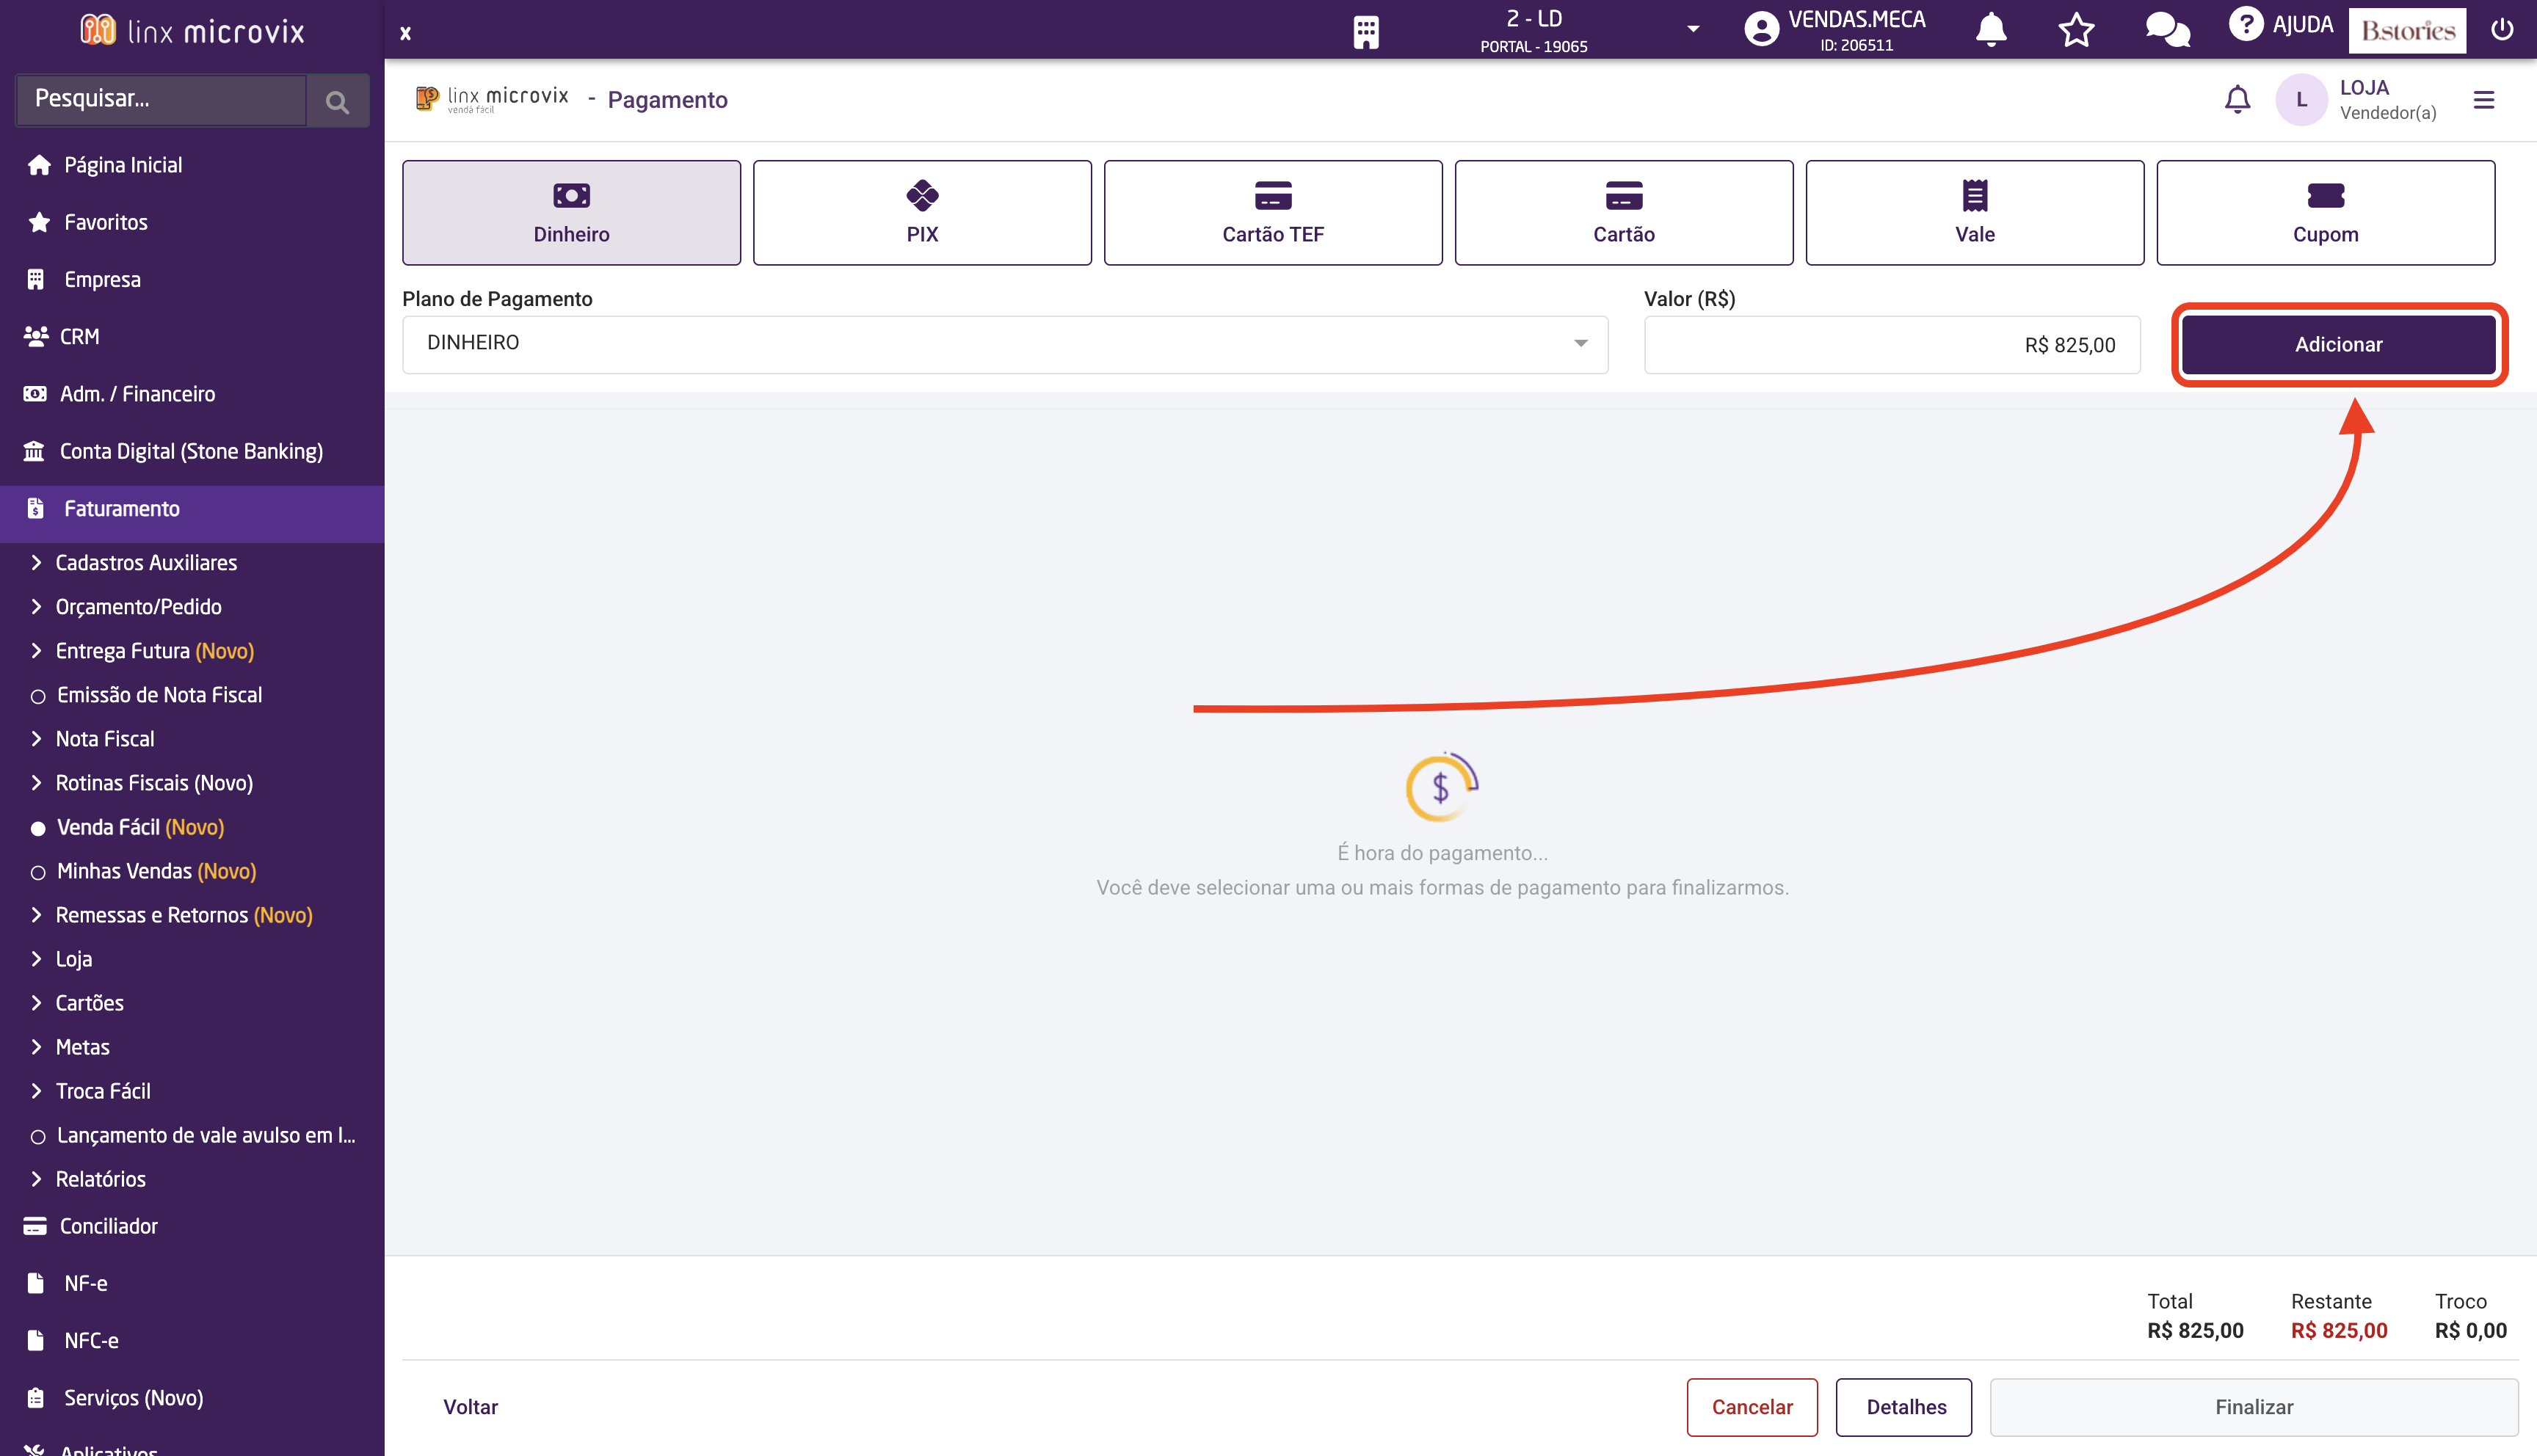 linx microvix
x
2 - LD
PORTAL - 19065
VENDAS.MECA
ID: 206511
? AJUDA
B.stories
Pesquisar...
Página Inicial
Favoritos
Empresa
CRM
Adm. / Financeiro
Conta Digital (Stone Banking)
Faturamento
Cadastros Auxiliares
Orçamento/Pedido
Entrega Futura (Novo)
Emissão de Nota Fiscal
Nota Fiscal
Rotinas Fiscais (Novo)
Venda Fácil (Novo)
Minhas Vendas (Novo)
Remessas e Retornos (Novo)
Loja
Cartões
Metas
Troca Fácil
Lançamento de vale avulso em l...
Relatórios
Conciliador
NF-e
NFC-e
Serviços (Novo)
Aplicativos
linx microvix
venda fácil
- Pagamento
L
LOJA
Vendedor(a)
Dinheiro
PIX
Cartão TEF
Cartão
Vale
Cupom
Plano de Pagamento
DINHEIRO
Valor (R$)
R$ 825,00
Adicionar
$
É hora do pagamento...
Você deve selecionar uma ou mais formas de pagamento para finalizarmos.
Total
R$ 825,00
Restante
R$ 825,00
Troco
R$ 0,00
Voltar
Cancelar
Detalhes
Finalizar